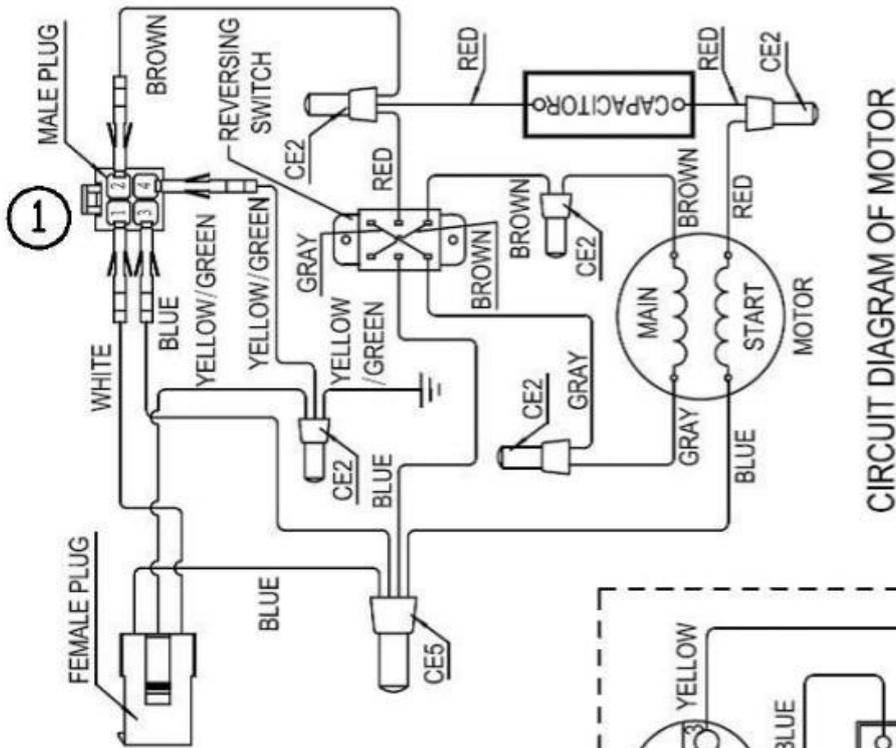 1
MALE PLUG
1
2
3
4
BROWN
REVERSING
SWITCH
WHITE
BLUE
YELLOW/GREEN
YELLOW/GREEN
YELLOW
/GREEN
GRAY
RED
CE2
RED
CAPACITOR
RED
CE2
FEMALE PLUG
BLUE
CE2
BLUE
BROWN
BROWN
CE2
BROWN
RED
CE2
GRAY
MAIN
START
MOTOR
GRAY
BLUE
CE5
CIRCUIT DIAGRAM OF MOTOR
YELLOW
3
BLUE